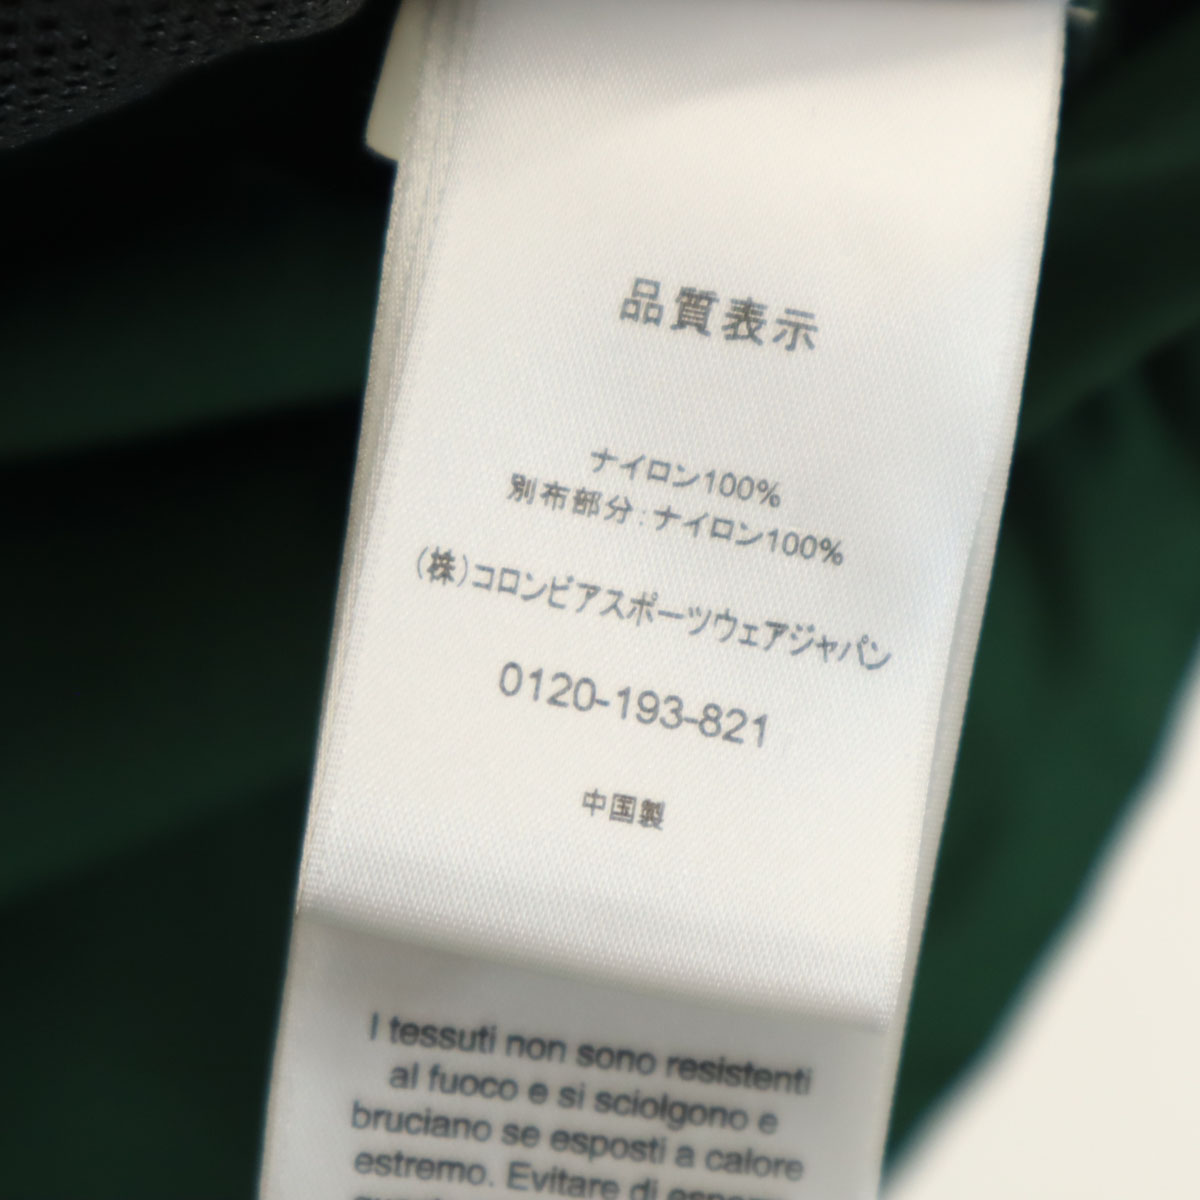 品質表示
ナイロン100%
別布部分:ナイロン100%
(株)コロンビアスポーツウェアジャパン
0120-193-821
中国製
I tessuti non sono resistenti
al fuoco e si sciolgono e
bruciano se esposti a calore
estremo. Evitare di